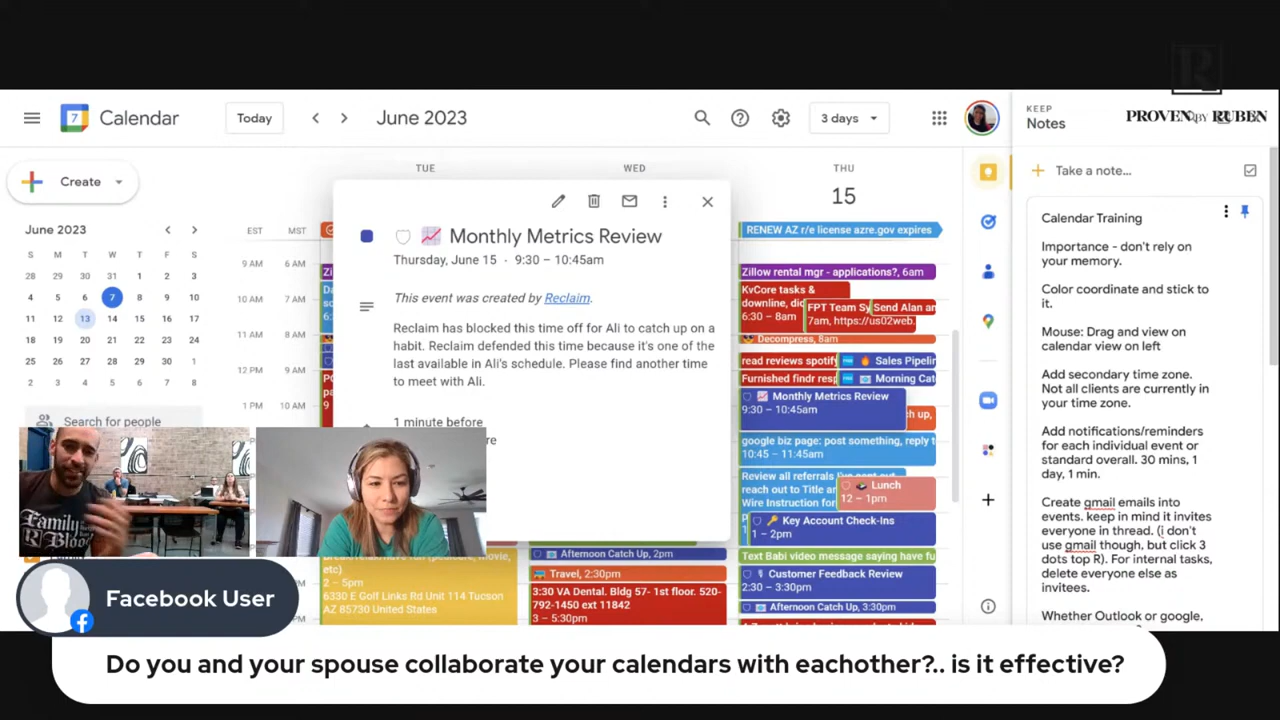 Calendar
Today
June 2023
3 days
KEEP
Notes
PROVEN BY RUBEN
Create
Take a note...
June 2023
S M T W T F S
28 29 30 31 1 2 3
4 5 6 7 8 9 10
11 12 13 14 15 16 17
18 19 20 21 22 23 24
25 26 27 28 29 30 1
2 3 4 5 6 7 8
Search for people
EST MST
9 AM 6 AM
10 AM 7 AM
11 AM 8 AM
12 PM 9 AM
1 PM 10 AM
TUE
WED
THU
15
Monthly Metrics Review
Thursday, June 15 · 9:30 – 10:45am
This event was created by Reclaim.
Reclaim has blocked this time off for Ali to catch up on a
habit. Reclaim defended this time because it's one of the
last available in Ali's schedule. Please find another time
to meet with Ali.
1 minute before
etc)
2 – 5pm
6330 E Golf Links Rd Unit 114 Tucson
AZ 85730 United States
Afternoon Catch Up, 2pm
Travel, 2:30pm
3:30 VA Dental. Bldg 57- 1st floor. 520-
792-1450 ext 11842
3 – 5:30pm
RENEW AZ r/e license azre.gov expires
Zillow rental mgr - applications?, 6am
KvCore tasks &
downline, dic
6:30 – 8am
FPT Team Sy
7am, https://us02web.
Send Alan an
Decompress, 8am
read reviews spotify
Sales Pipelin
Furnished findr resp
Morning Cat
Monthly Metrics Review
9:30 – 10:45am
google biz page: post something, reply t
10:45 – 11:45am
Review all referrals I've sent out
reach out to Title an
Wire Instruction for
Lunch
12 – 1pm
Key Account Check-Ins
1 – 2pm
Text Babi video message saying have fu
Customer Feedback Review
2:30 – 3:30pm
Afternoon Catch Up, 3:30pm
Calendar Training
Importance - don't rely on
your memory.
Color coordinate and stick to
it.
Mouse: Drag and view on
calendar view on left
Add secondary time zone.
Not all clients are currently in
your time zone.
Add notifications/reminders
for each individual event or
standard overall. 30 mins, 1
day, 1 min.
Create gmail emails into
events. keep in mind it invites
everyone in thread. (i don't
use gmail though, but click 3
dots top R). For internal tasks,
delete everyone else as
invitees.
Whether Outlook or google,
Family
Facebook User
Do you and your spouse collaborate your calendars with eachother?.. is it effective?